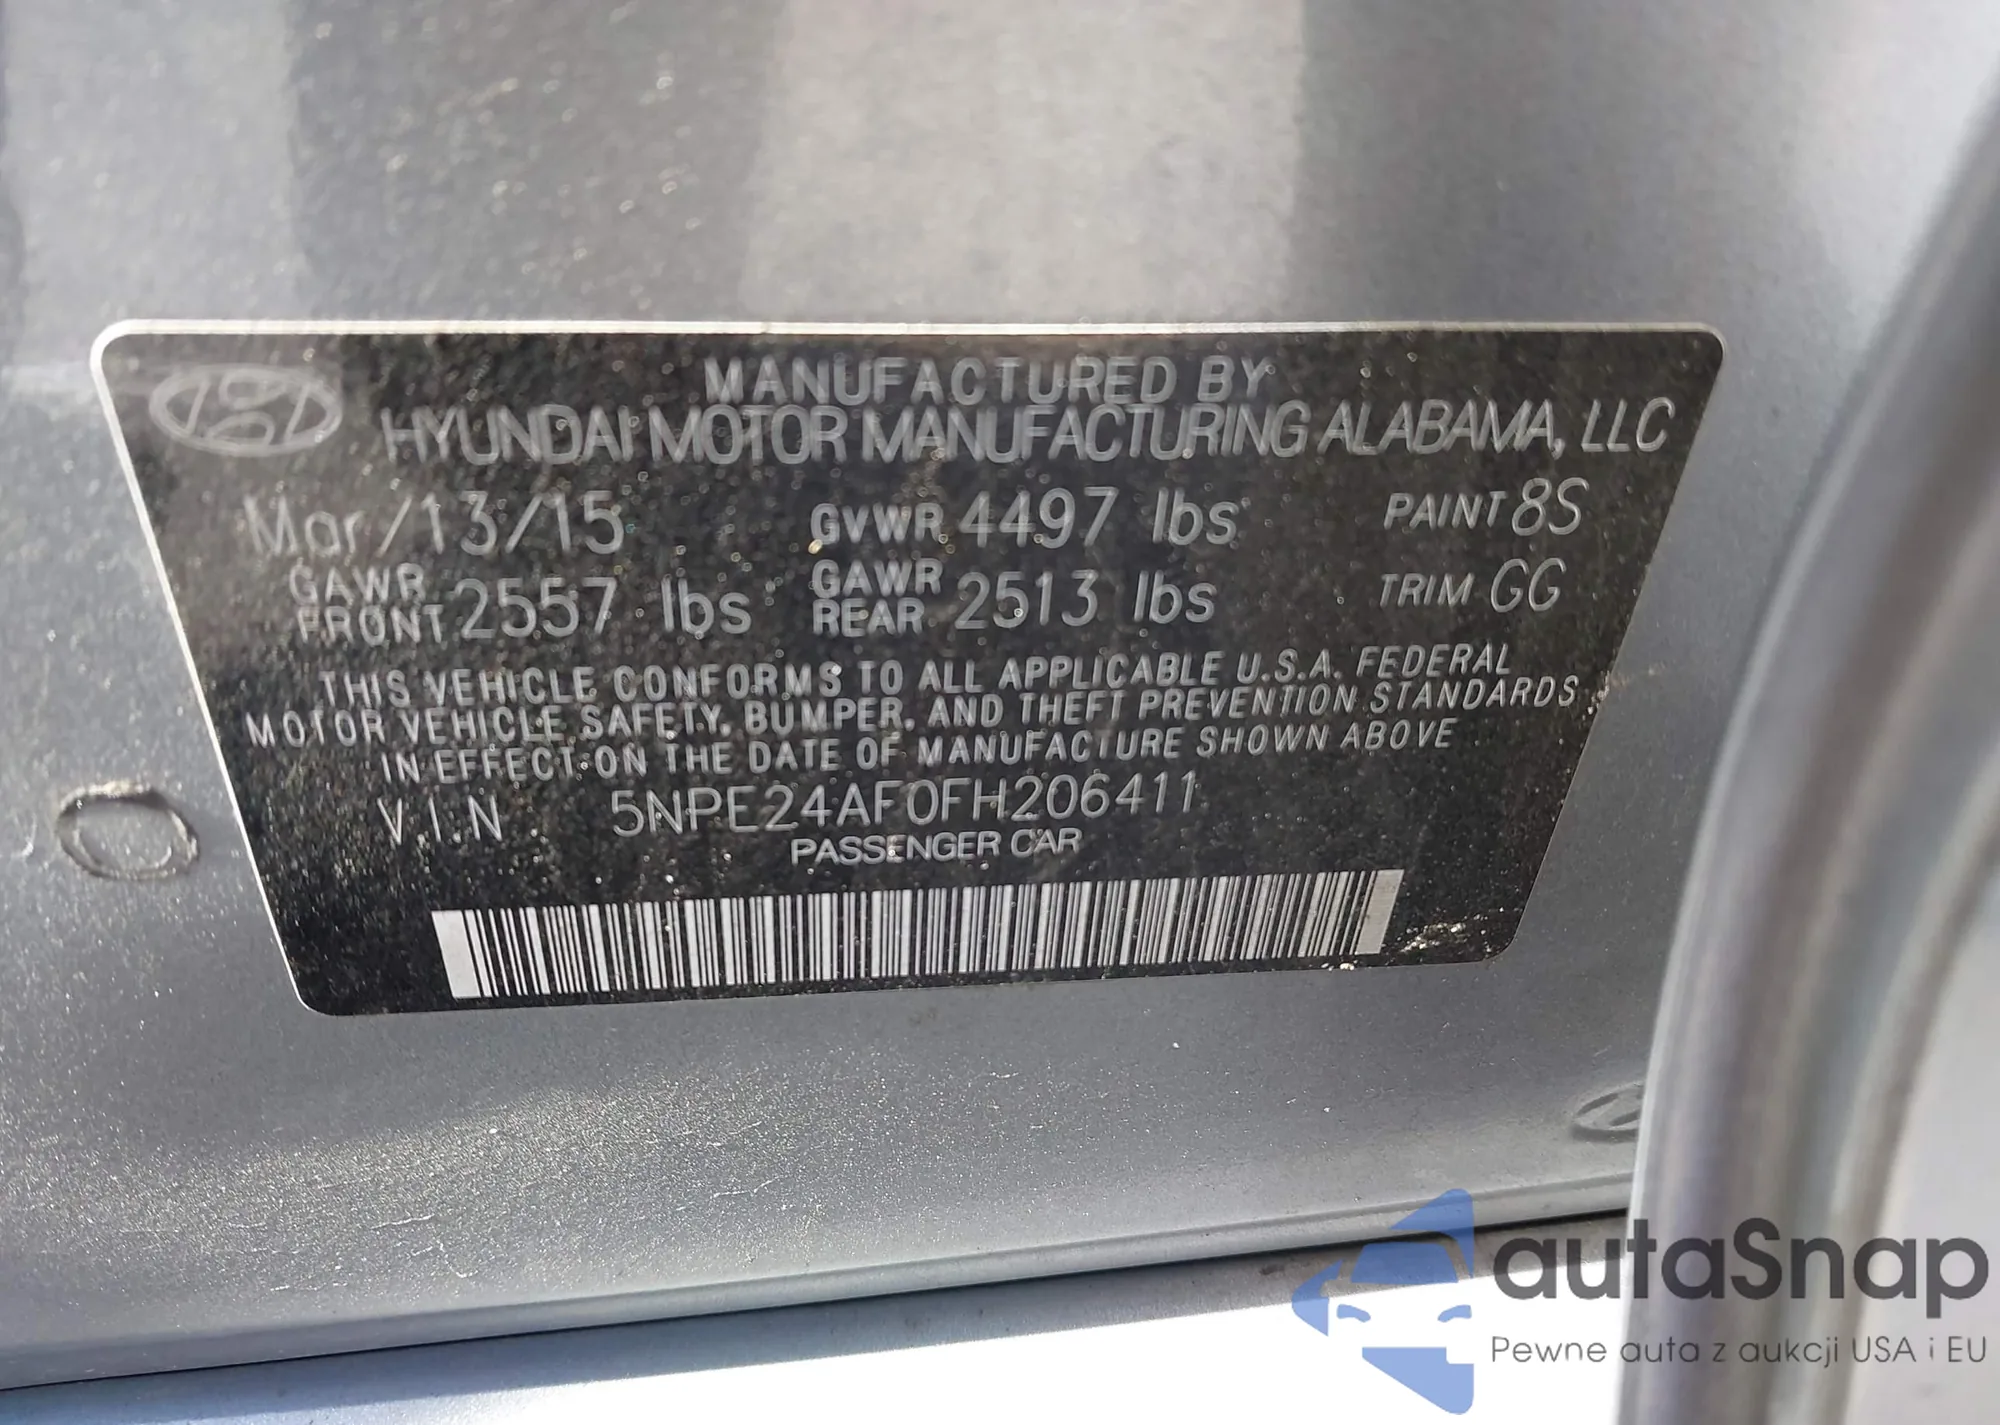 MANUFACTURED BY
HYUNDAI MOTOR MANUFACTURING ALABAMA, LLC
Mar/13/15 GVWR 4497 lbs PAINT 8S
GAWR FRONT 2557 lbs GAWR REAR 2513 lbs TRIM GG
THIS VEHICLE CONFORMS TO ALL APPLICABLE U.S.A. FEDERAL
MOTOR VEHICLE SAFETY, BUMPER, AND THEFT PREVENTION STANDARDS
IN EFFECT ON THE DATE OF MANUFACTURE SHOWN ABOVE
V.I.N 5NPE24AF0FH206411
PASSENGER CAR
autaSnap
Pewne auta z aukcji USA i EU